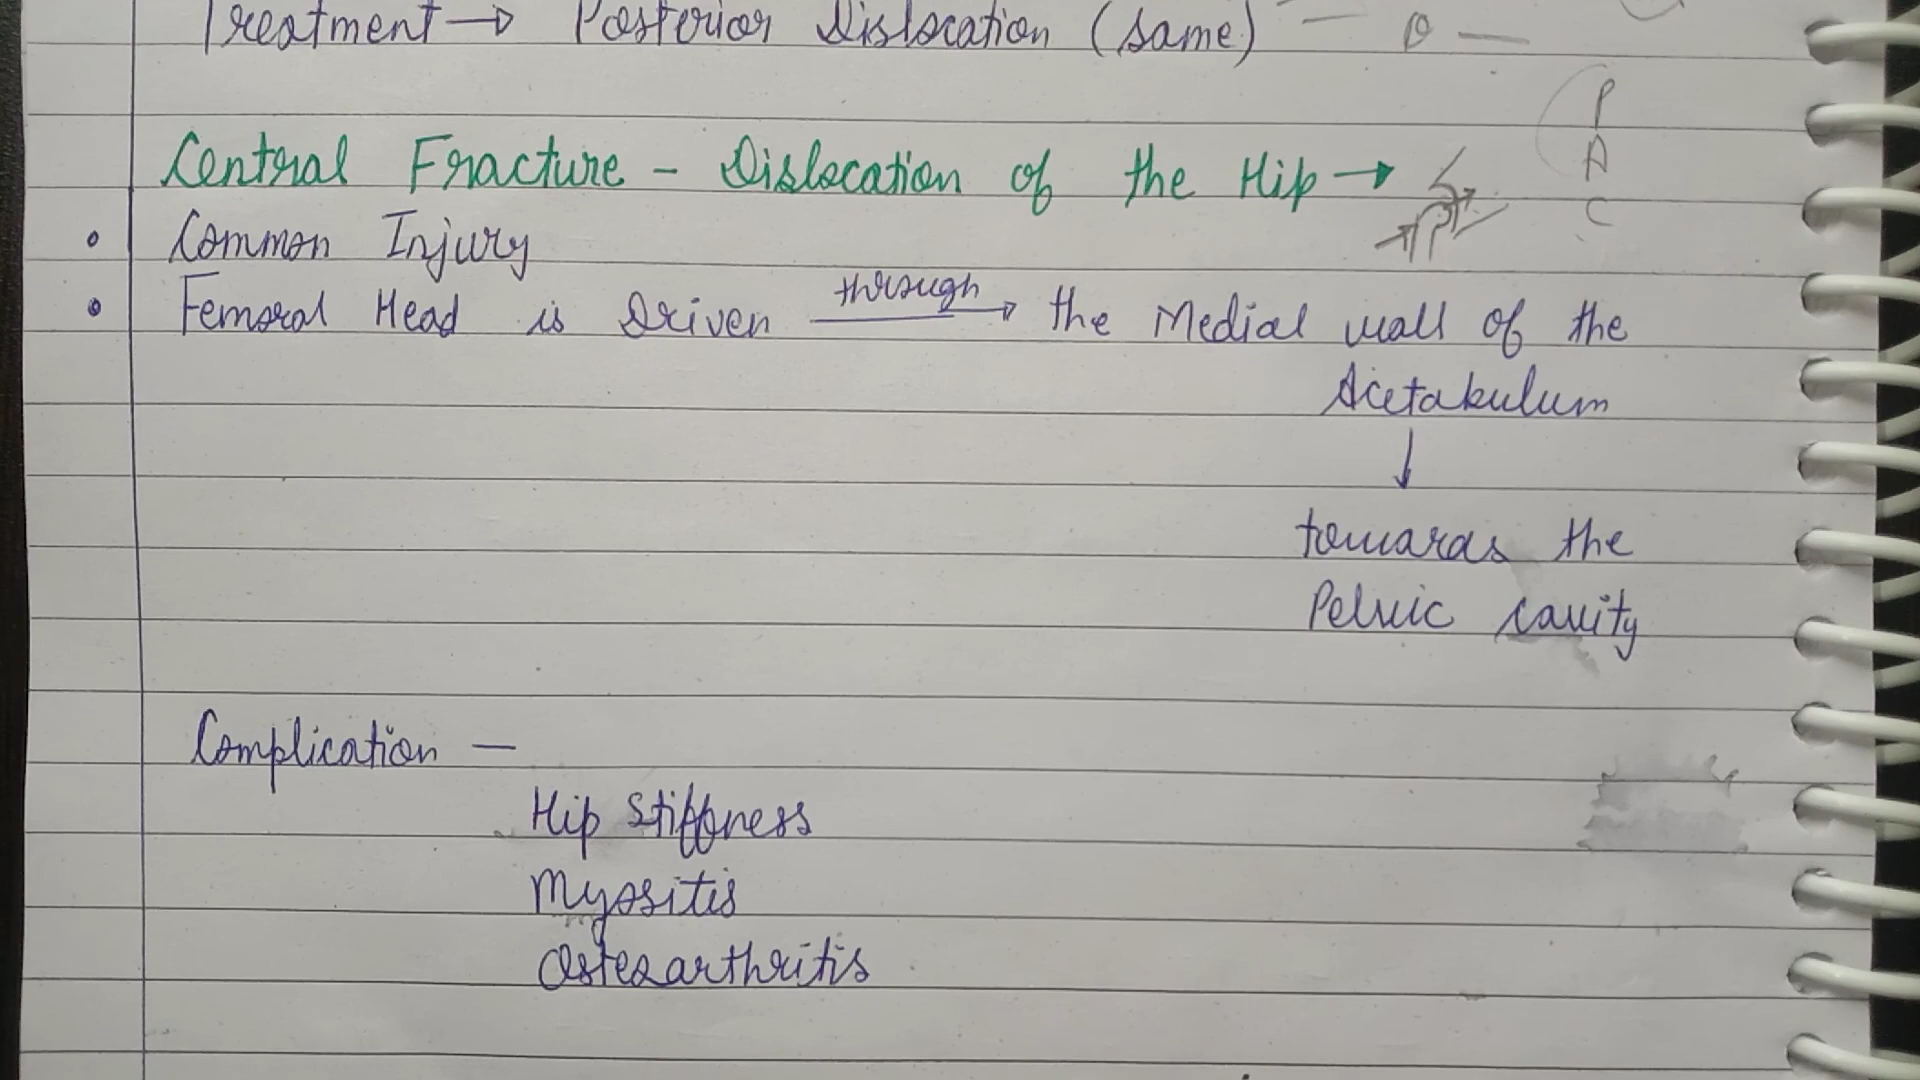 Treatment → Posterior Dislocation (same) — D —
P
A
C
Central Fracture - Dislocation of the Hip →
• Common Injury
• Femoral Head is Driven through → the Medial wall of the
Acetabulum
↓
towards the
Pelvic cavity
Complication —
Hip Stiffness
Myositis
Osteoarthritis